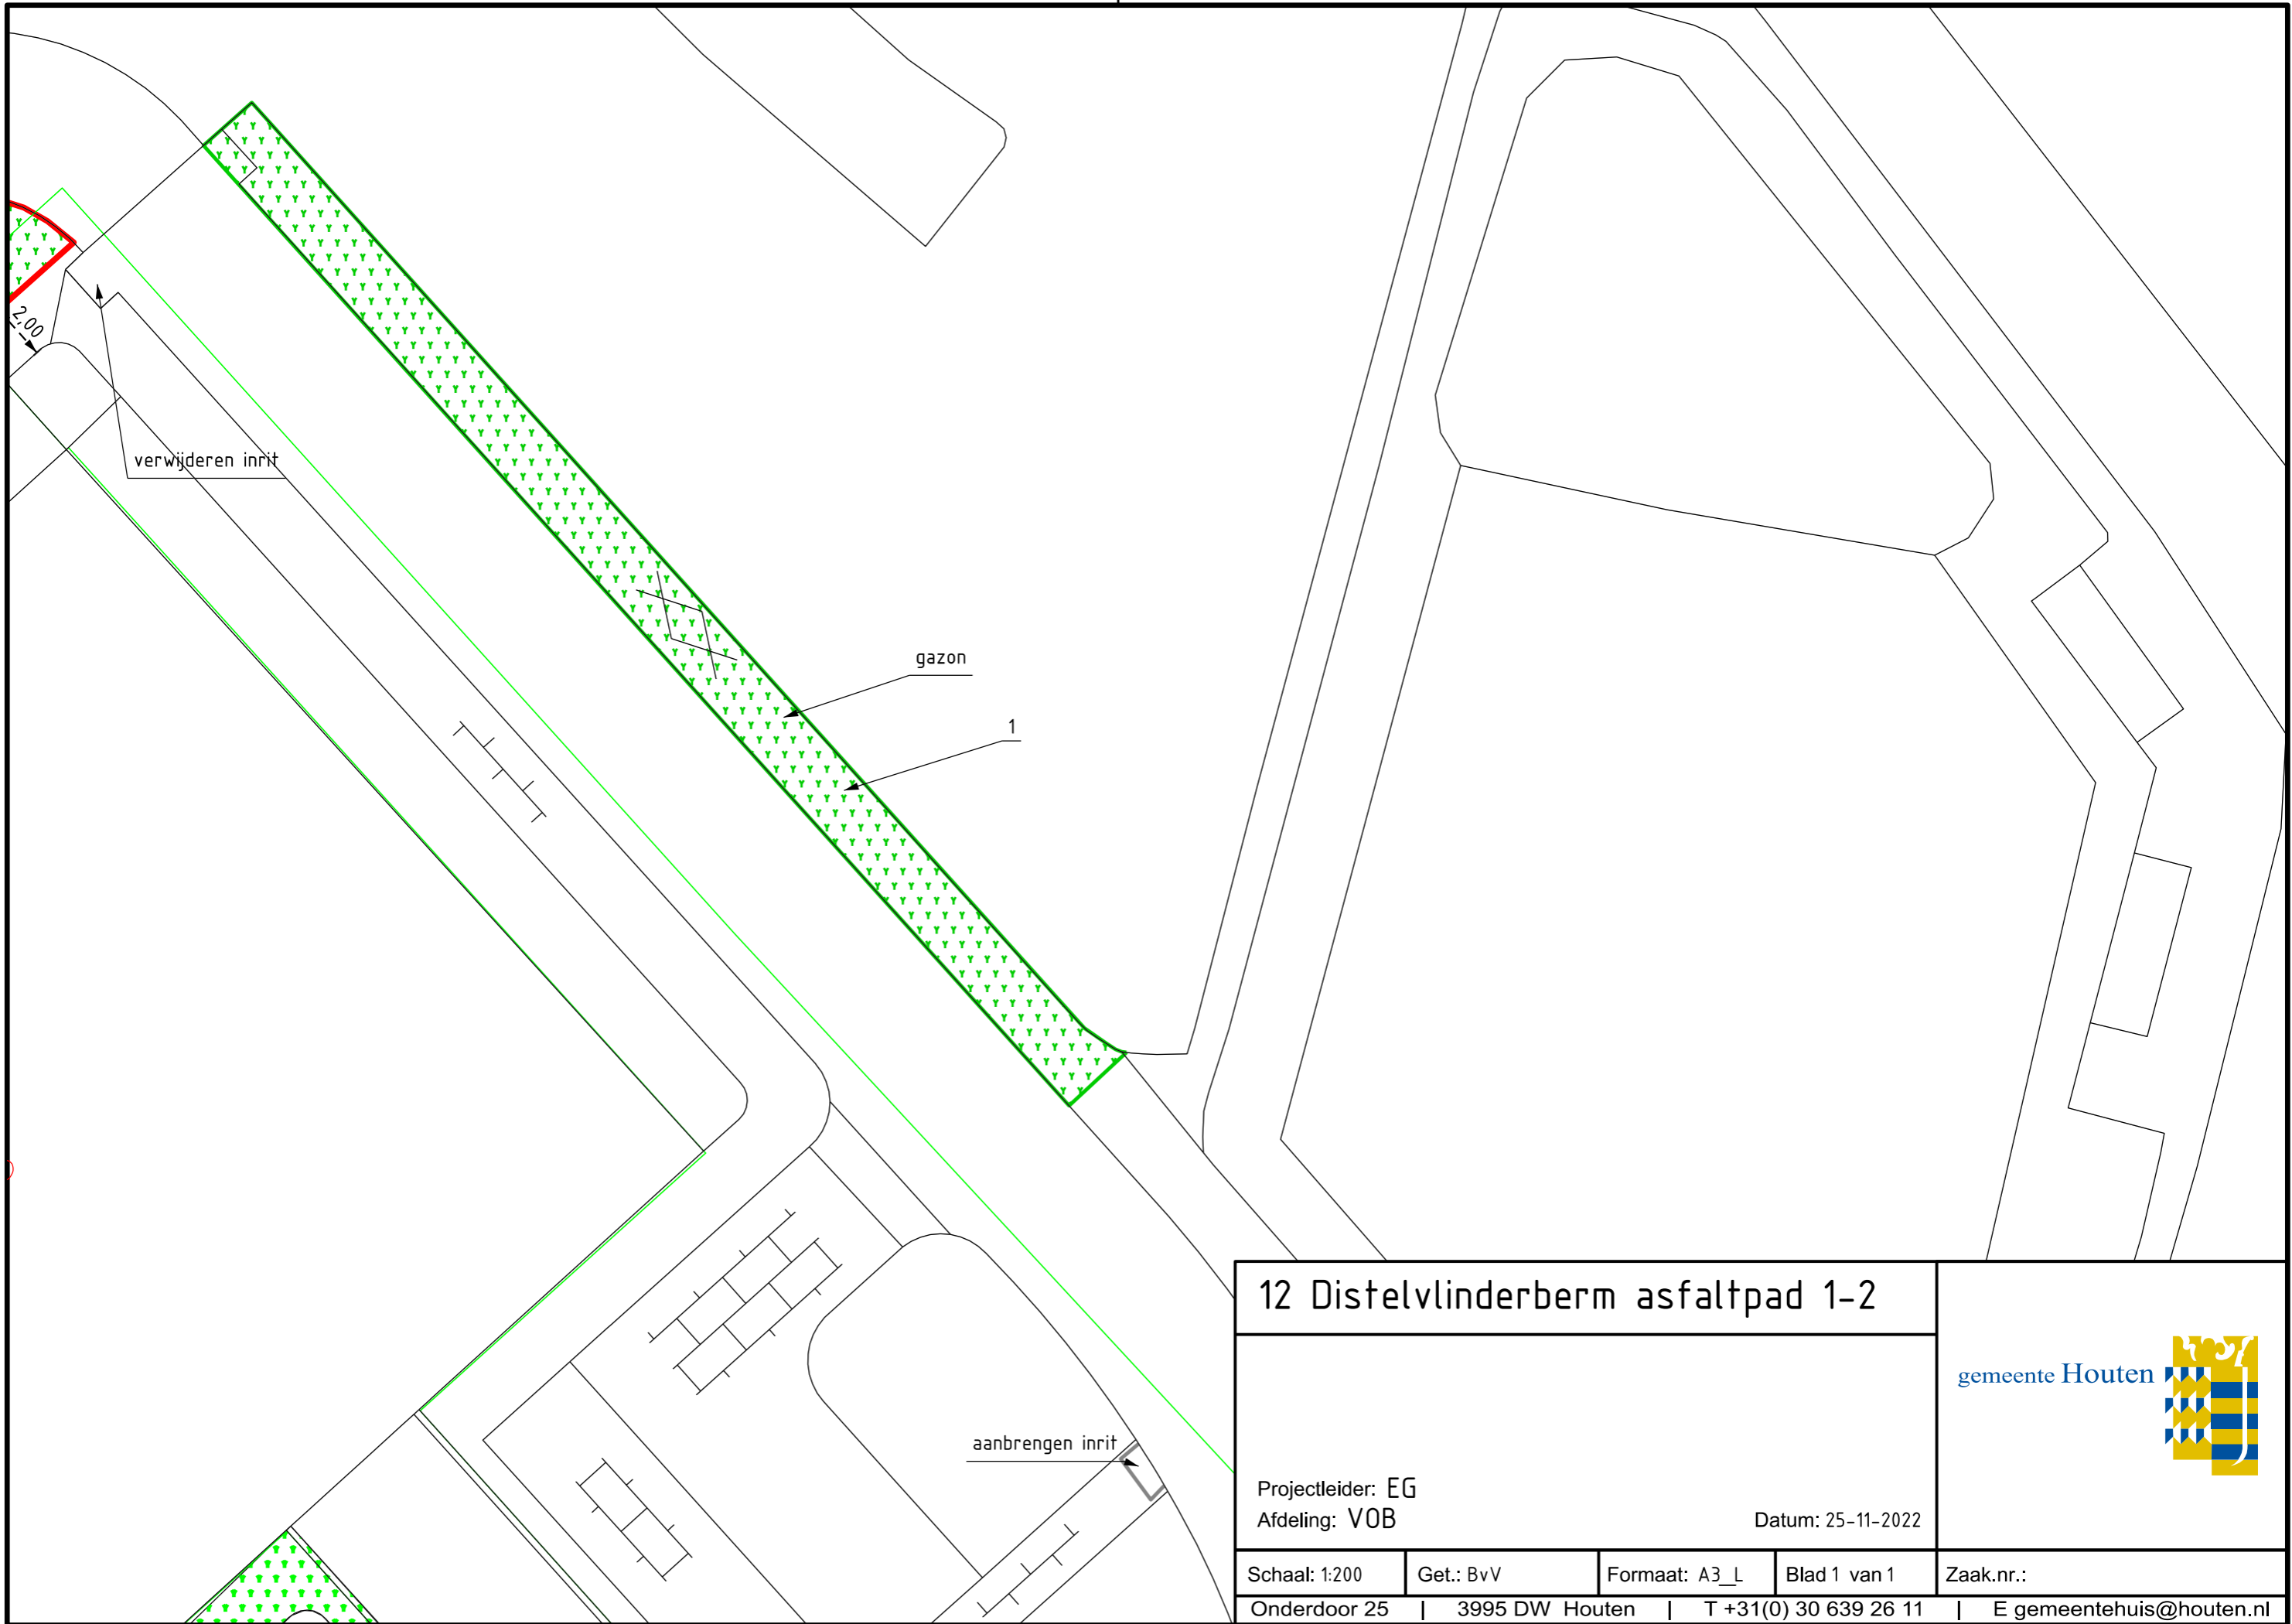 2,00
verwijderen inrit
gazon
1
aanbrengen inrit
12 Distelvlinderberm asfaltpad 1-2
gemeente Houten
Projectleider: EG
Afdeling: VOB
Datum: 25-11-2022
Schaal: 1:200
Get.: BvV
Formaat: A3_L
Blad 1 van 1
Zaak.nr.:
Onderdoor 25 | 3995 DW Houten | T +31(0) 30 639 26 11 | E gemeentehuis@houten.nl